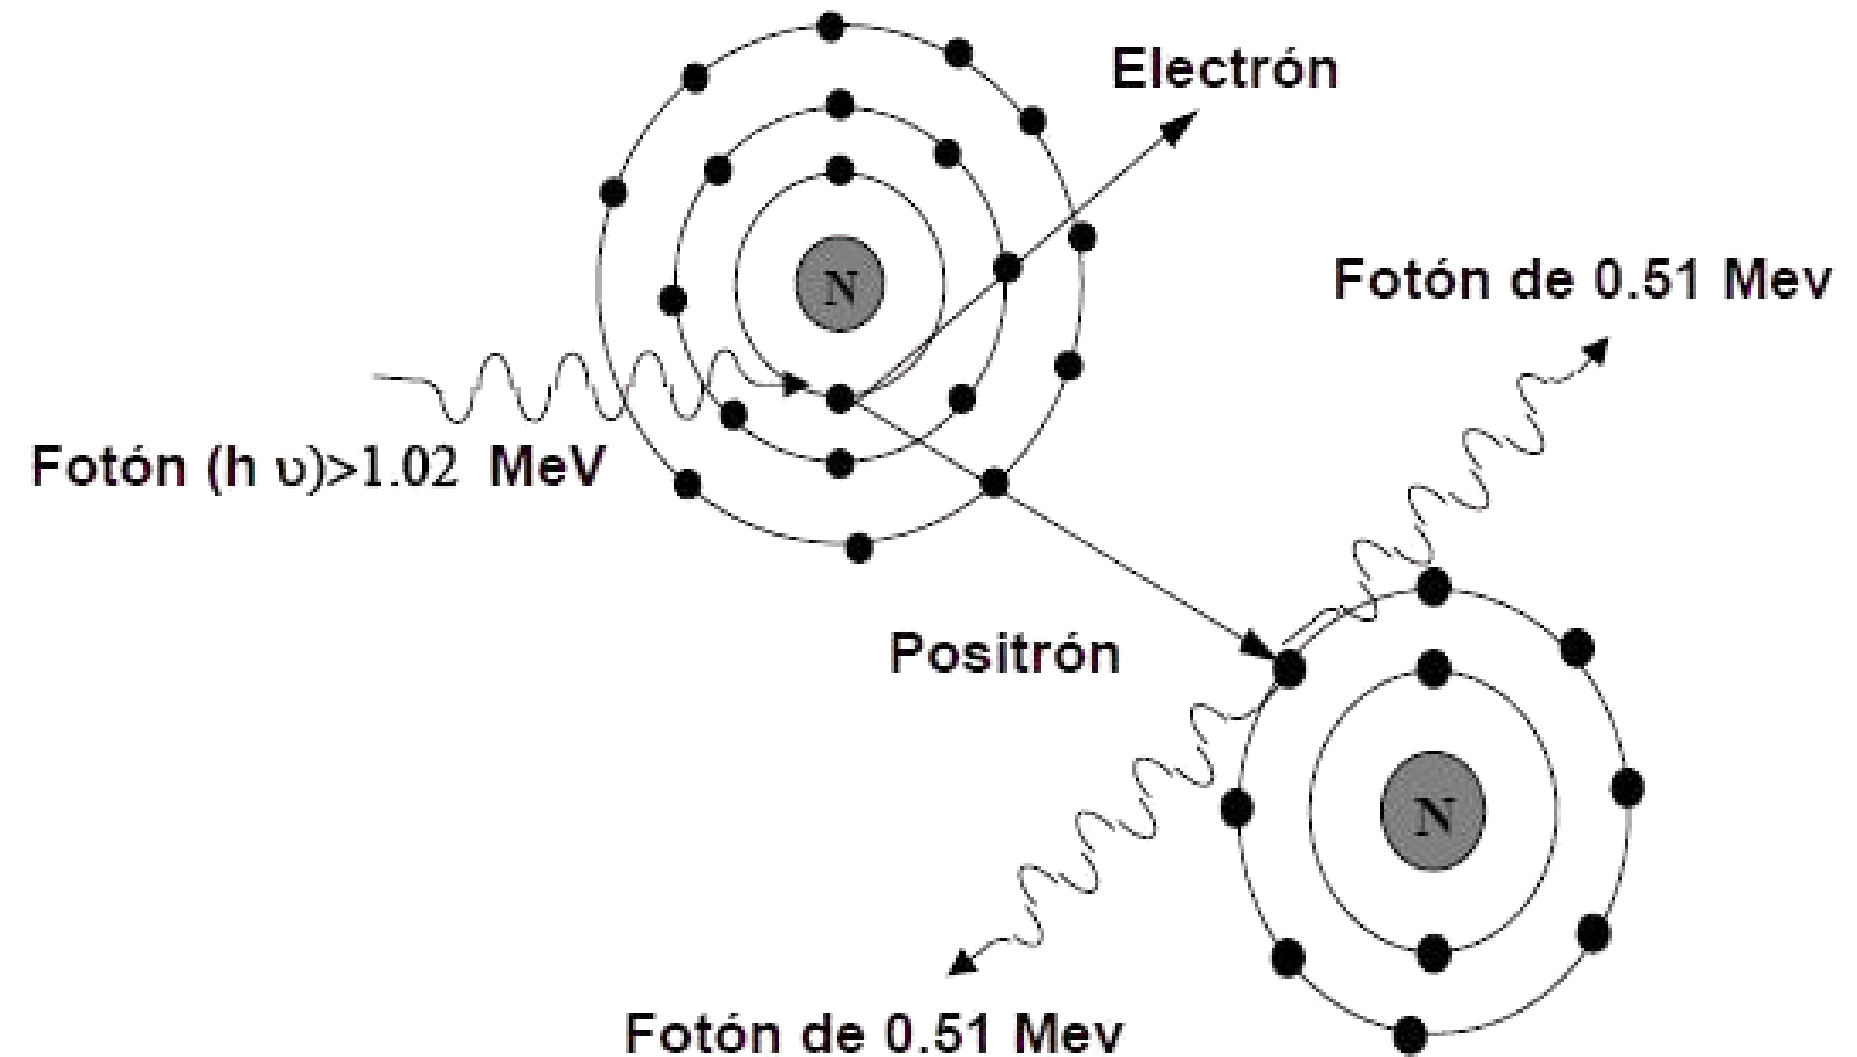 Electrón
N
Fotón de 0.51 Mev
Fotón (h υ)>1.02 MeV
Positrón
N
Fotón de 0.51 Mev